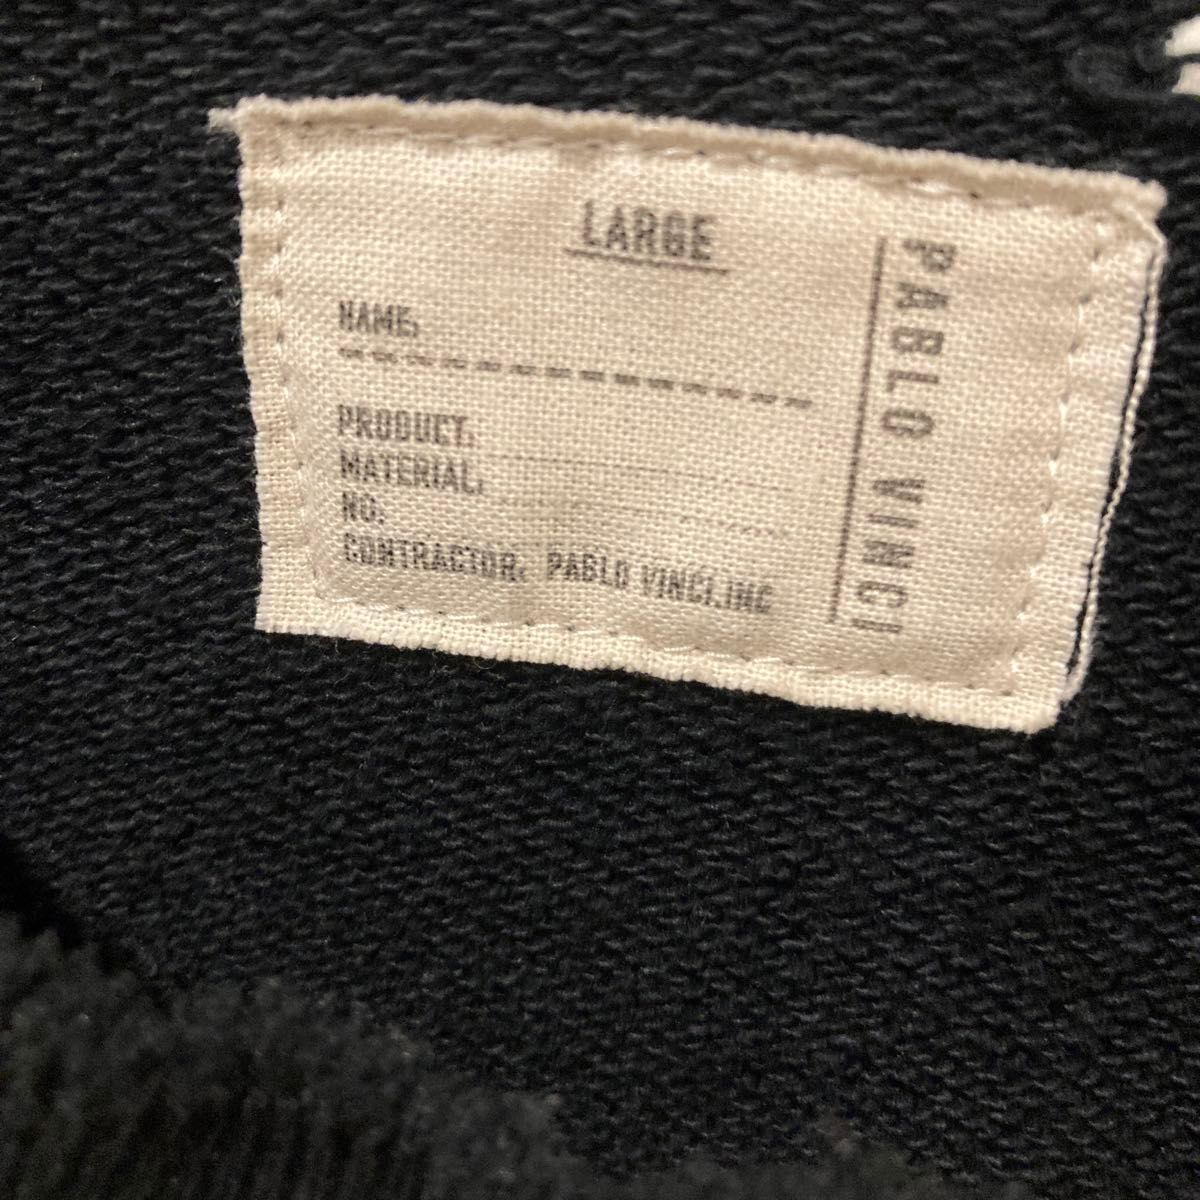 LARGE
NAME.
PRODUCT.
MATERIAL.
NO.
CONTRACTOR. PABLO VINCI.INC
PABLO VINCI